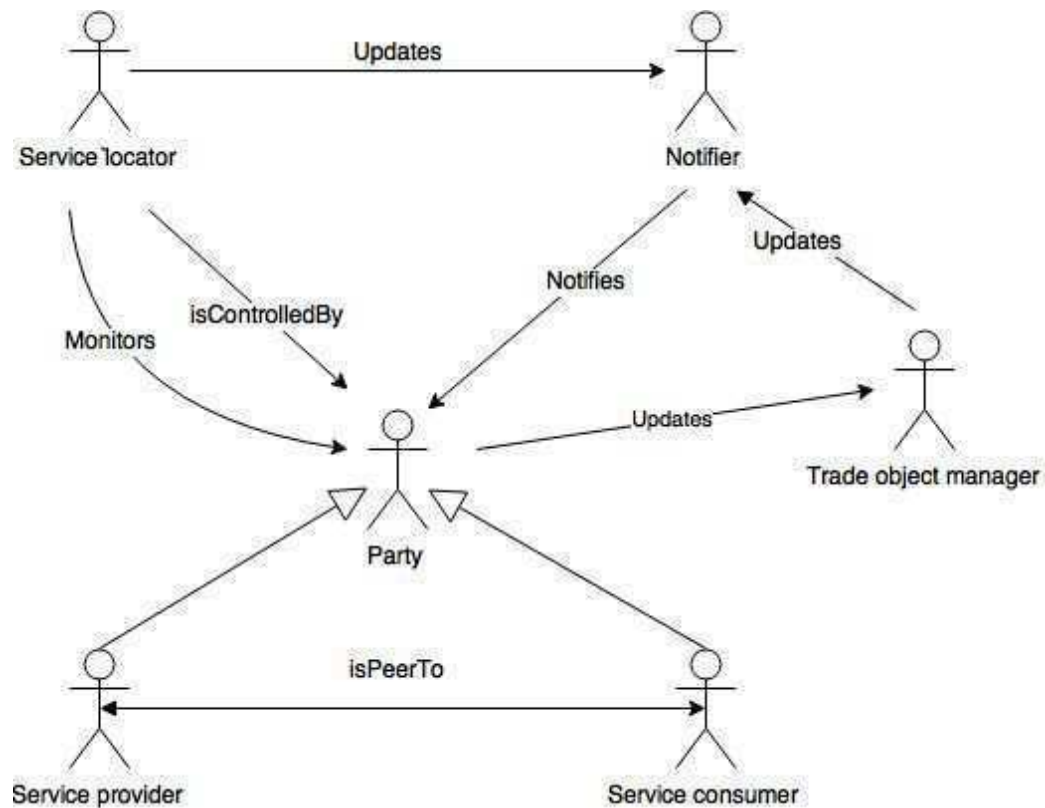 Updates
Service locator
Notifier
Updates
Notifies
isControlledBy
Monitors
Updates
Trade object manager
Party
isPeerTo
Service provider
Service consumer